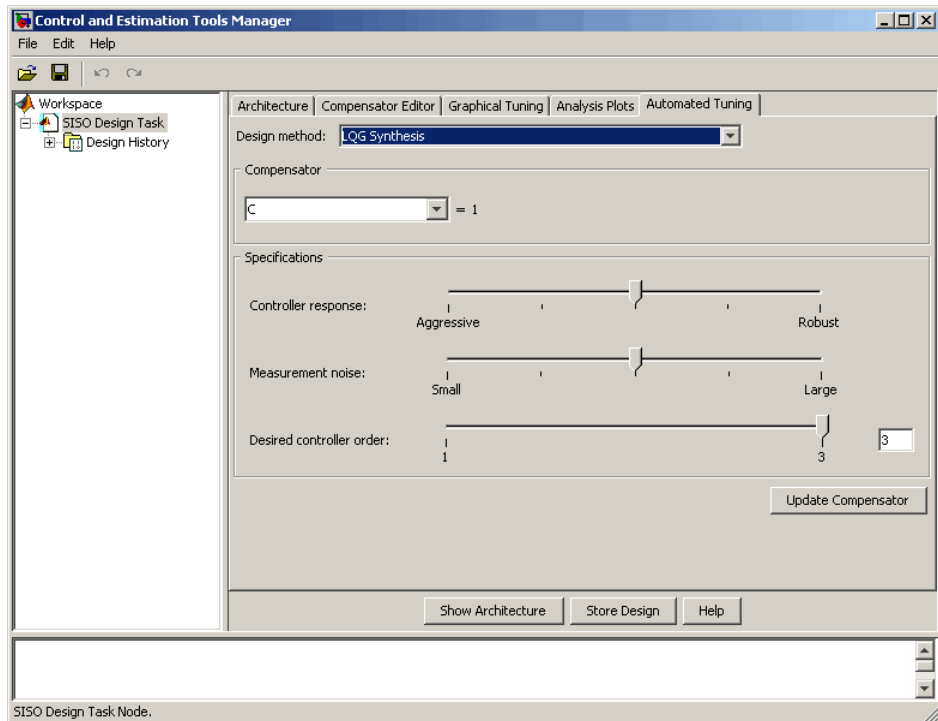 Control and Estimation Tools Manager
File Edit Help
Workspace
SISO Design Task
Design History
Architecture Compensator Editor Graphical Tuning Analysis Plots Automated Tuning
Design method: LQG Synthesis
Compensator
C = 1
Specifications
Controller response:
Aggressive Robust
Measurement noise:
Small Large
Desired controller order: 3
1 3
Update Compensator
Show Architecture Store Design Help
SISO Design Task Node.